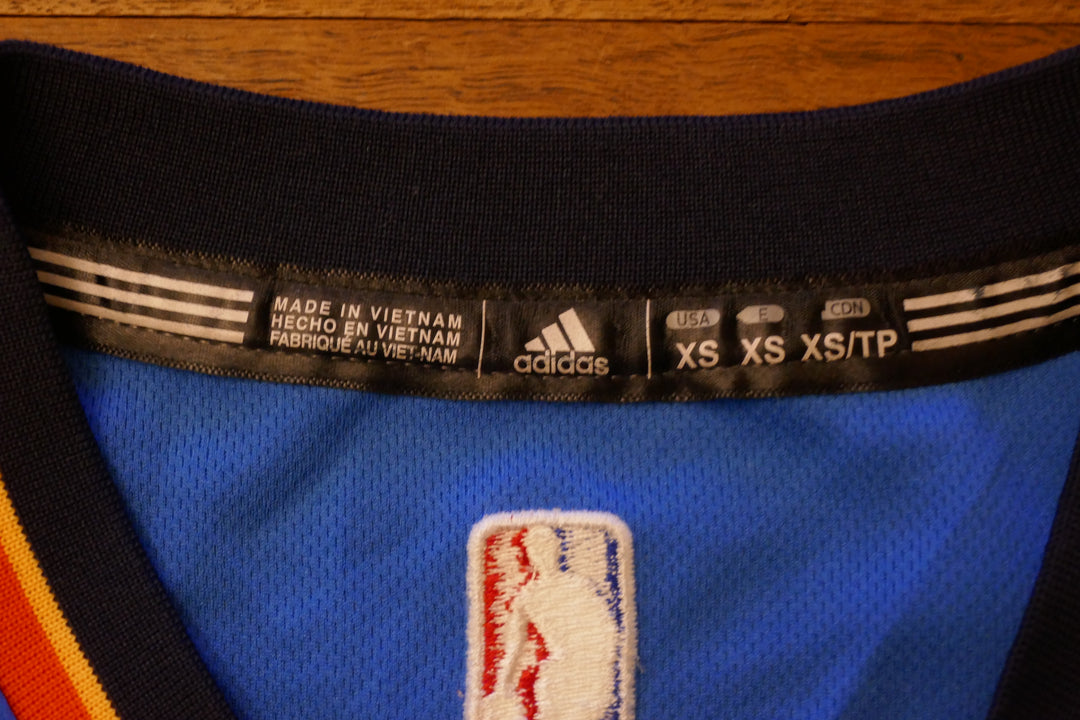 MADE IN VIETNAM
HECHO EN VIETNAM
FABRIQUÉ AU VIET-NAM
adidas
USA E CDN
XS XS XS/TP